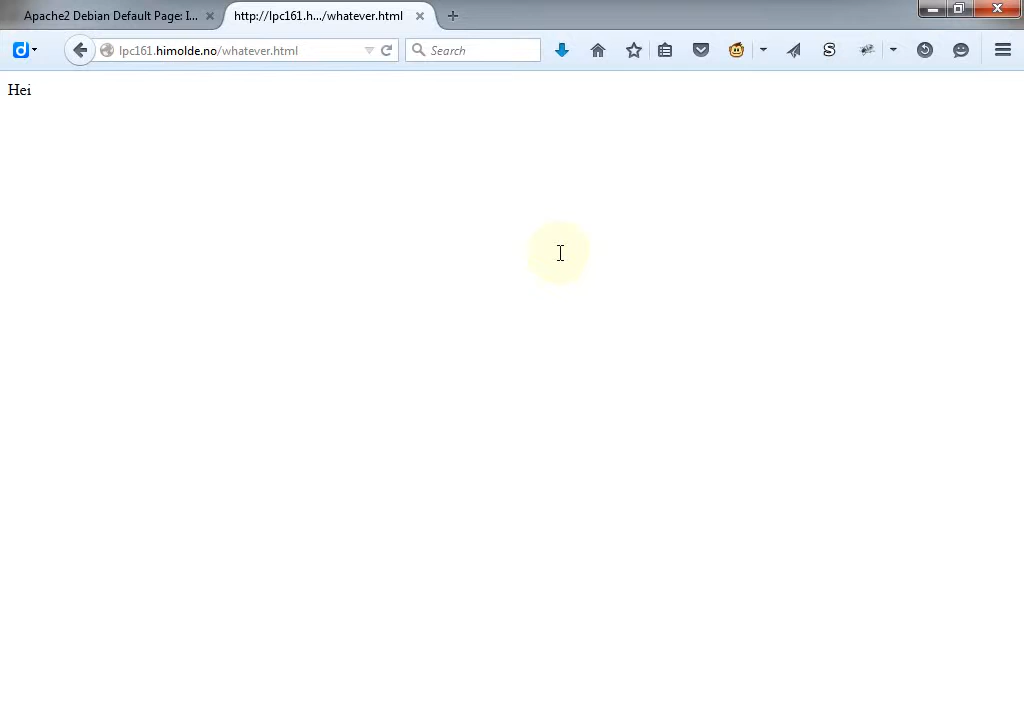 Apache2 Debian Default Page: I...
http://lpc161.h.../whatever.html
lpc161.himolde.no/whatever.html
Search
Hei